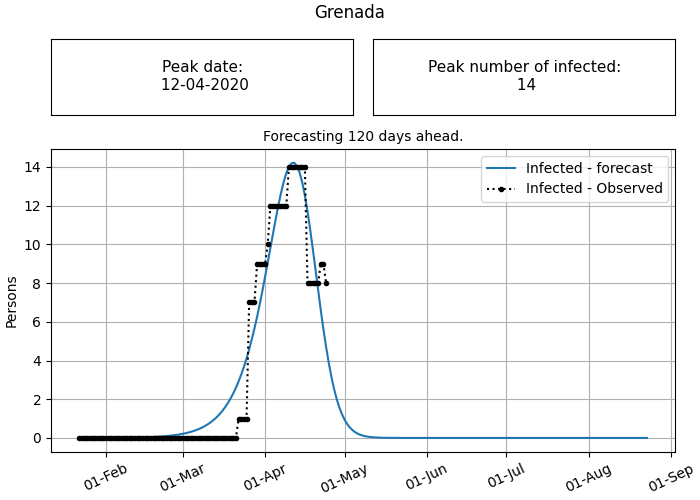 Grenada
Peak date:
12-04-2020
Peak number of infected:
14
Forecasting 120 days ahead.
Infected - forecast
Infected - Observed
Persons
14
12
10
8
6
4
2
0
01-Feb
01-Mar
01-Apr
01-May
01-Jun
01-Jul
01-Aug
01-Sep